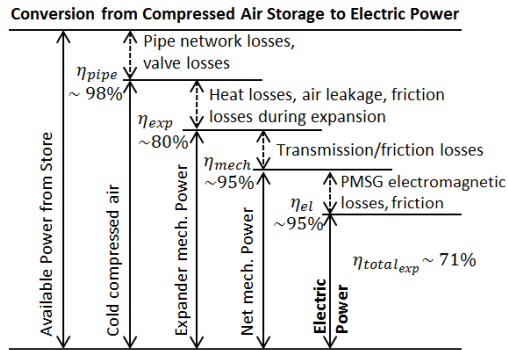 Conversion from Compressed Air Storage to Electric Power
Pipe network losses,
valve losses
η_pipe
~ 98%
Heat losses, air leakage, friction
losses during expansion
η_exp
~80%
Transmission/friction losses
η_mech
~95%
PMSG electromagnetic
losses, friction
η_el
~95%
η_total_exp ~ 71%
Available Power from Store
Cold compressed air
Expander mech. Power
Net mech. Power
Electric
Power